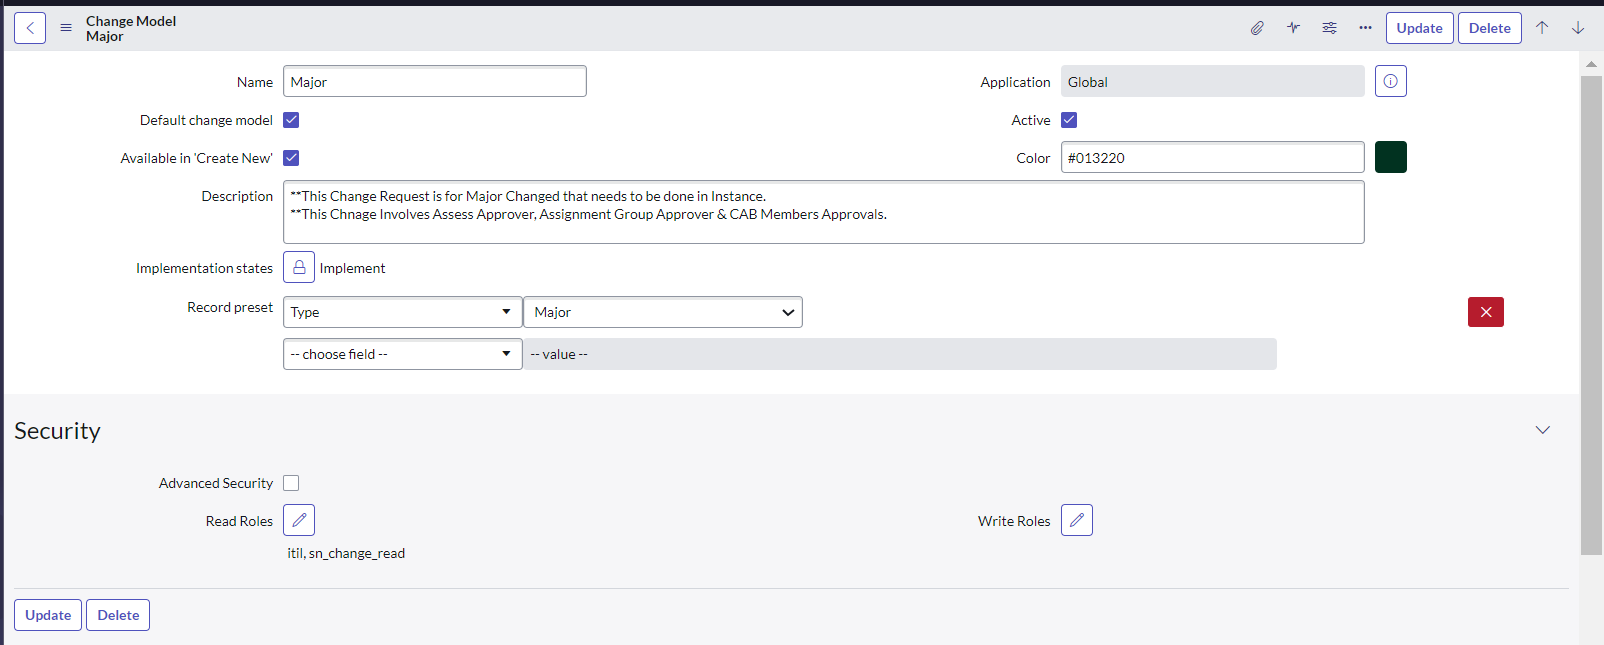 Change Model
Major
Update Delete
Name Major
Application Global
Default change model
Active
Available in 'Create New'
Color #013220
Description **This Change Request is for Major Changed that needs to be done in Instance.
**This Chnage Involves Assess Approver, Assignment Group Approver & CAB Members Approvals.
Implementation states Implement
Record preset Type Major
-- choose field -- -- value --
Security
Advanced Security
Read Roles
Write Roles
itil, sn_change_read
Update Delete